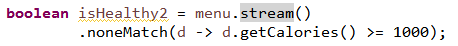 boolean isHealthy2 = menu.stream()
.noneMatch(d -> d.getCalories() >= 1000);